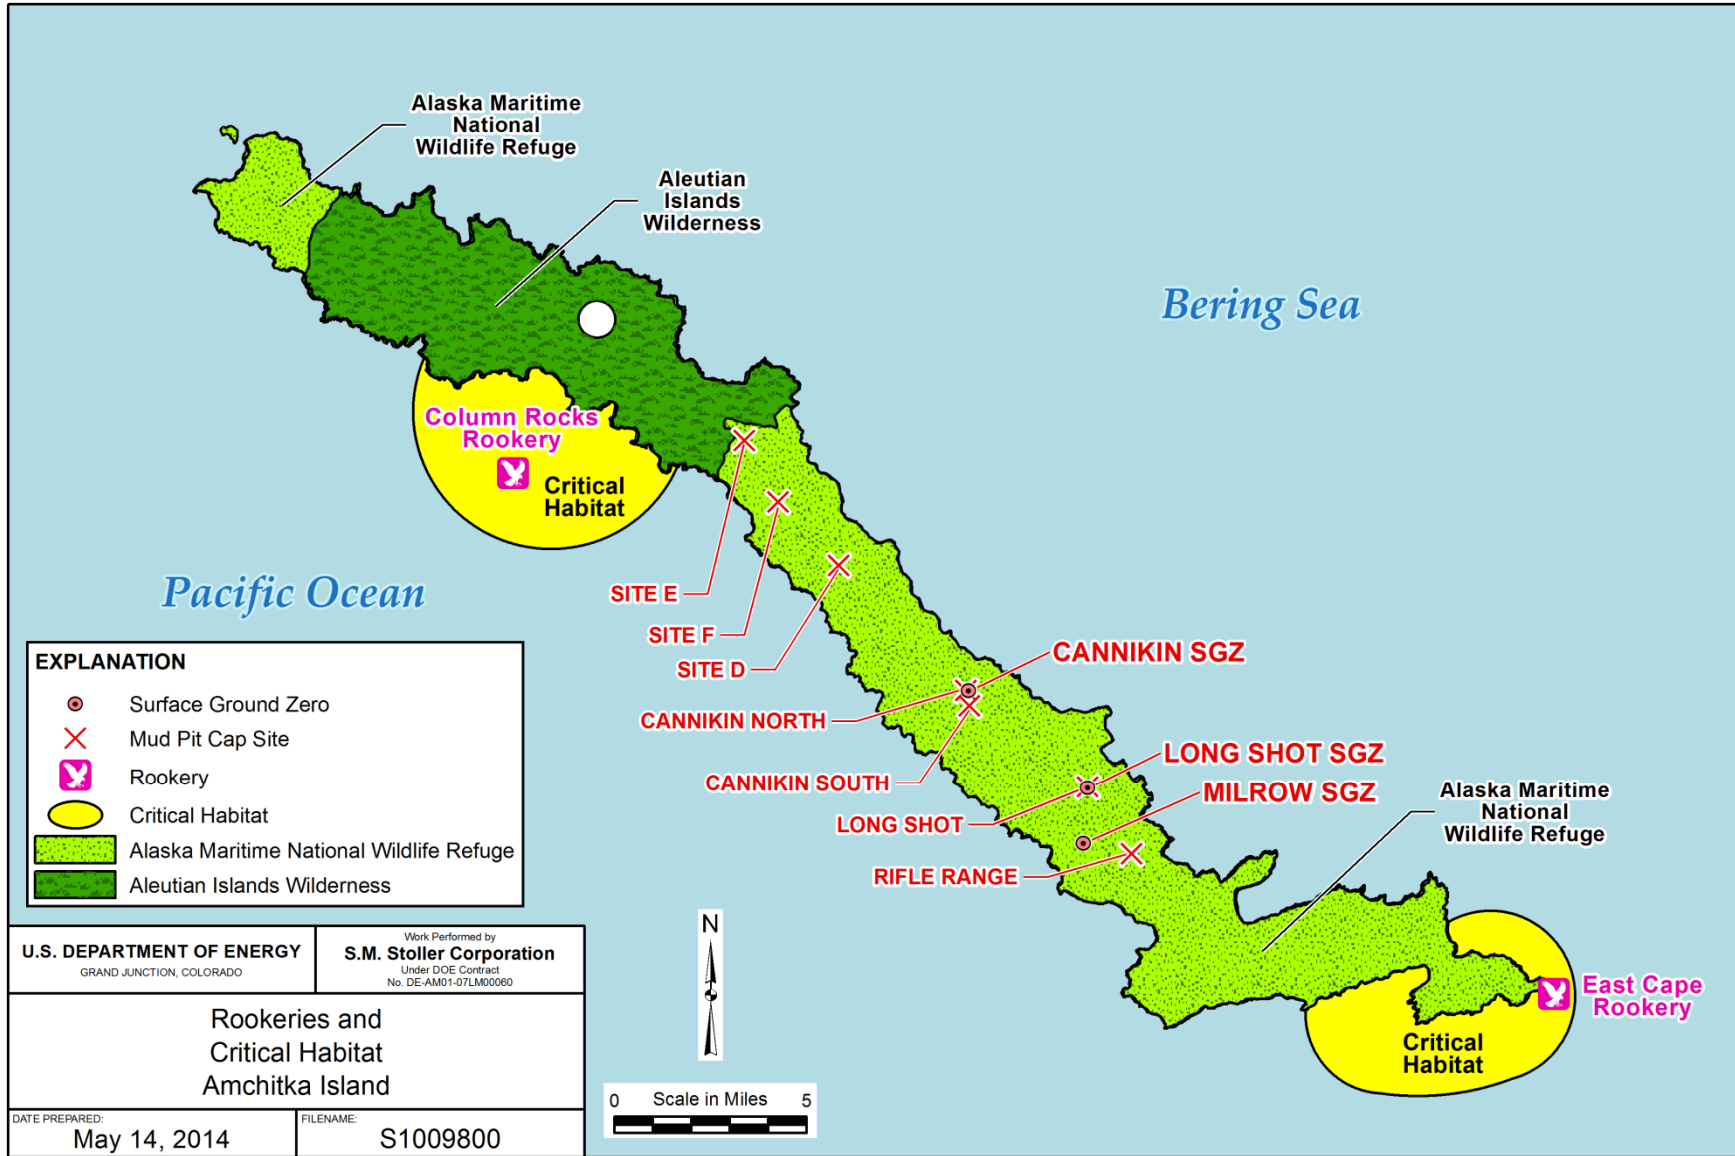 Alaska Maritime
National
Wildlife Refuge
Aleutian
Islands
Wilderness
Bering Sea
Column Rocks
Rookery
Critical
Habitat
Pacific Ocean
SITE E
SITE F
SITE D
CANNIKIN SGZ
CANNIKIN NORTH
CANNIKIN SOUTH
LONG SHOT SGZ
MILROW SGZ
LONG SHOT
RIFLE RANGE
Alaska Maritime
National
Wildlife Refuge
East Cape
Rookery
Critical
Habitat
EXPLANATION
Surface Ground Zero
Mud Pit Cap Site
Rookery
Critical Habitat
Alaska Maritime National Wildlife Refuge
Aleutian Islands Wilderness
U.S. DEPARTMENT OF ENERGY
GRAND JUNCTION, COLORADO
Work Performed by
S.M. Stoller Corporation
Under DOE Contract
No. DE-AM01-07LM00060
Rookeries and
Critical Habitat
Amchitka Island
DATE PREPARED:
May 14, 2014
FILENAME:
S1009800
N
0 Scale in Miles 5